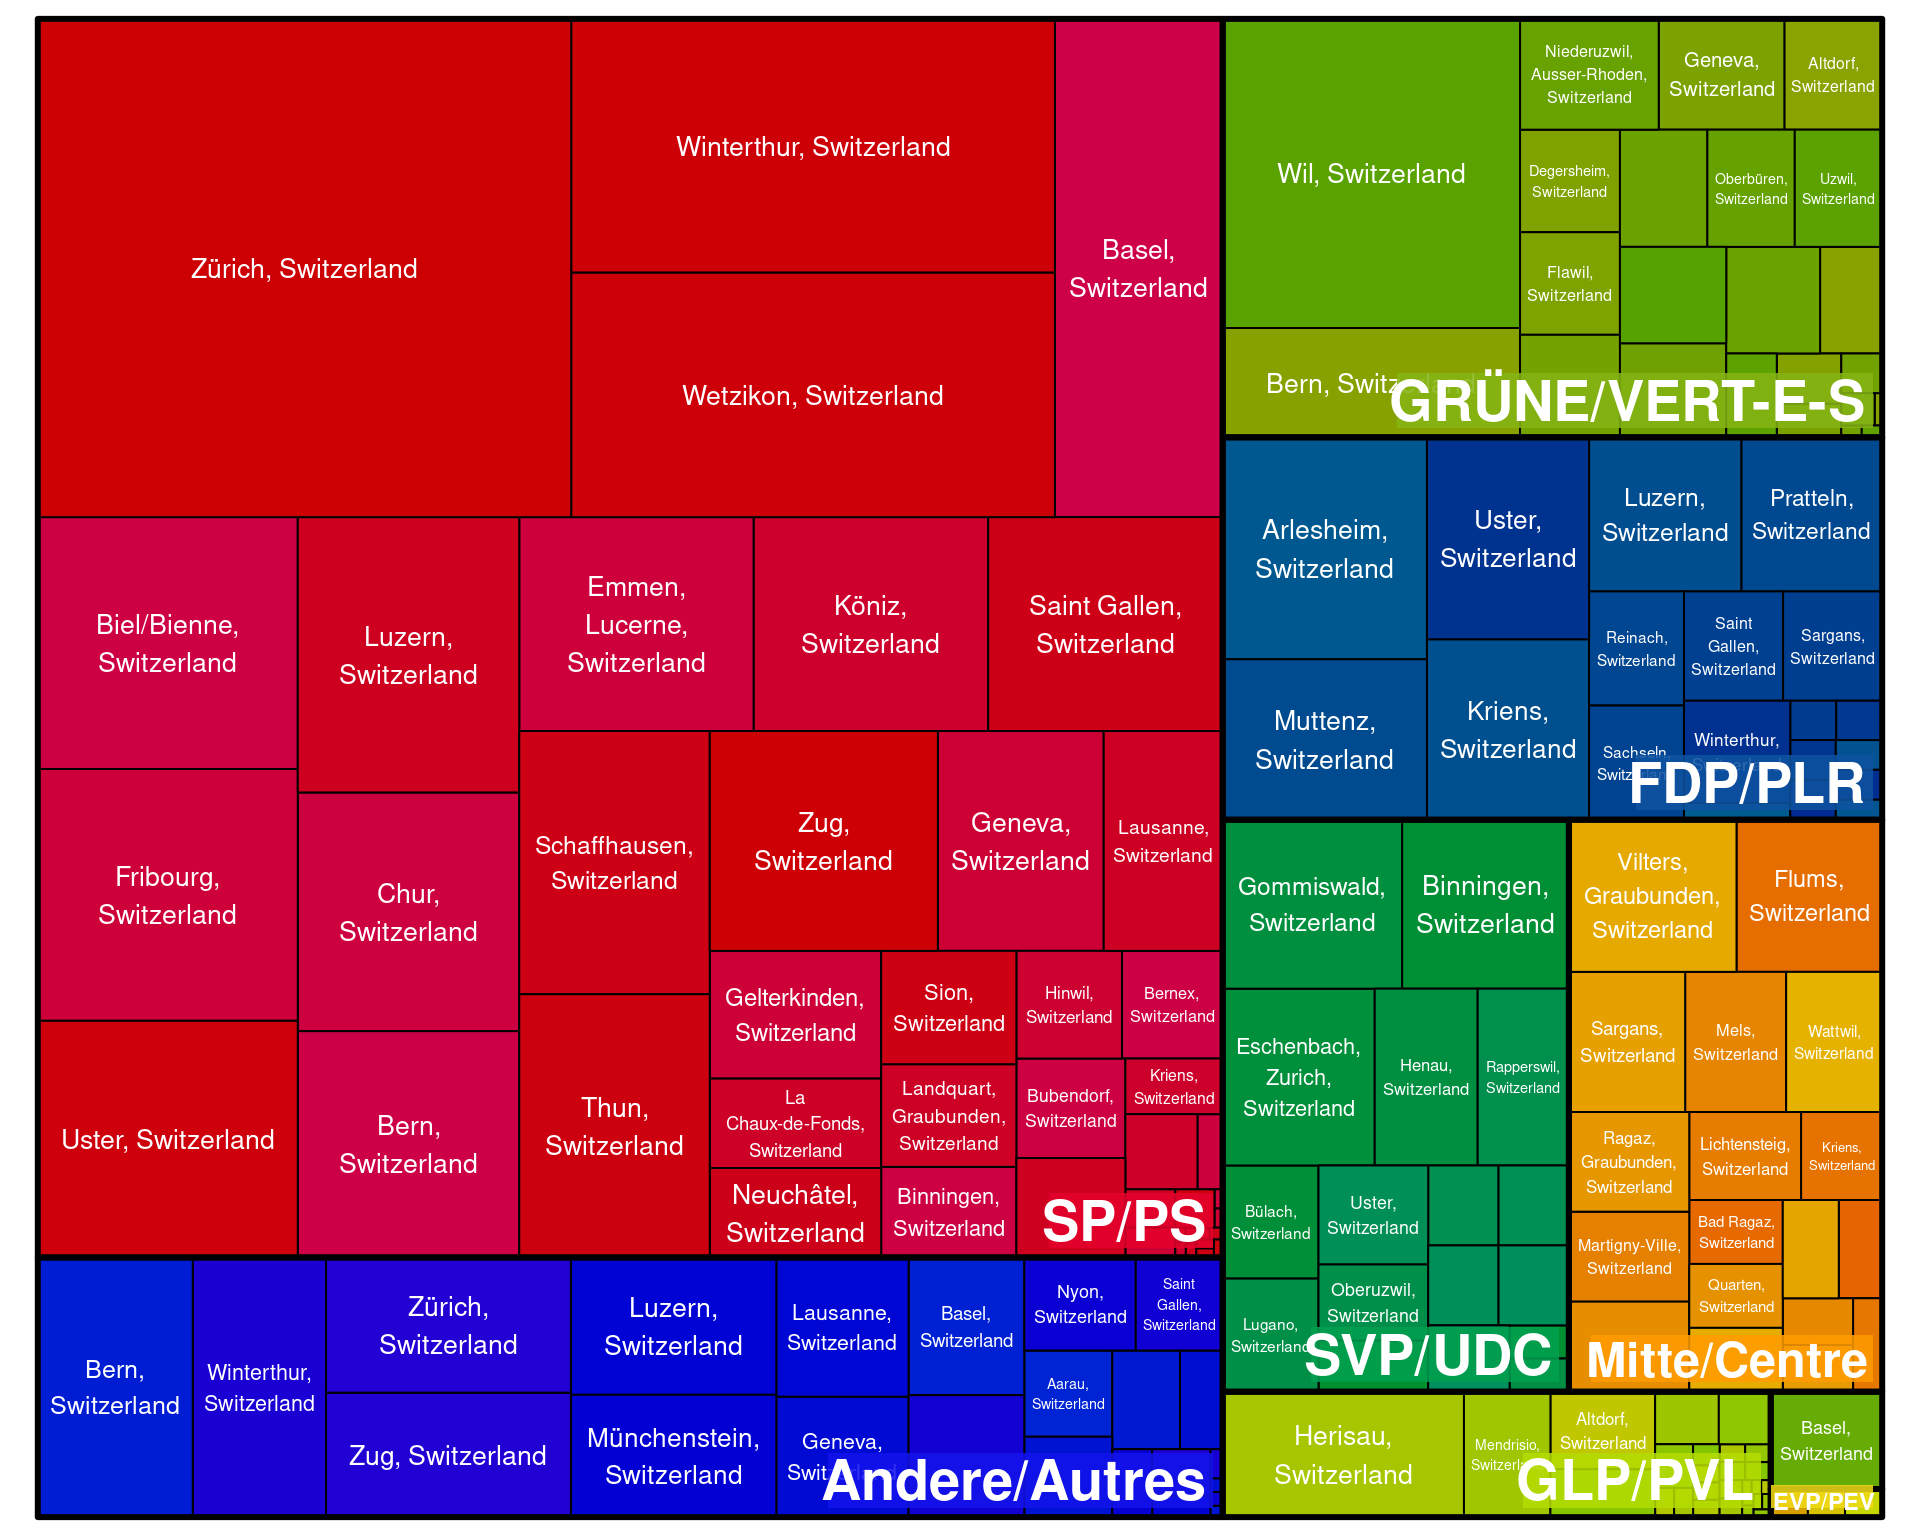 Zürich, Switzerland
Winterthur, Switzerland
Wetzikon, Switzerland
Basel,
Switzerland
Biel/Bienne,
Switzerland
Fribourg,
Switzerland
Uster, Switzerland
Luzern,
Switzerland
Chur,
Switzerland
Bern,
Switzerland
Emmen,
Lucerne,
Switzerland
Köniz,
Switzerland
Saint Gallen,
Switzerland
Schaffhausen,
Switzerland
Thun,
Switzerland
Zug,
Switzerland
Geneva,
Switzerland
Lausanne,
Switzerland
Gelterkinden,
Switzerland
La
Chaux-de-Fonds,
Switzerland
Neuchâtel,
Switzerland
Sion,
Switzerland
Landquart,
Graubunden,
Switzerland
Binningen,
Switzerland
Hinwil,
Switzerland
Bernex,
Switzerland
Bubendorf,
Switzerland
Kriens,
Switzerland
SP/PS
Bern,
Switzerland
Winterthur,
Switzerland
Zürich,
Switzerland
Zug, Switzerland
Luzern,
Switzerland
Münchenstein,
Switzerland
Lausanne,
Switzerland
Geneva,
Switzerland
Basel,
Switzerland
Nyon,
Switzerland
Saint
Gallen,
Switzerland
Aarau,
Switzerland
Andere/Autres
Wil, Switzerland
Bern, Switzerland
Niederuzwil,
Ausser-Rhoden,
Switzerland
Geneva,
Switzerland
Altdorf,
Switzerland
Degersheim,
Switzerland
Oberbüren,
Switzerland
Uzwil,
Switzerland
Flawil,
Switzerland
GRÜNE/VERT-E-S
Arlesheim,
Switzerland
Muttenz,
Switzerland
Uster,
Switzerland
Kriens,
Switzerland
Luzern,
Switzerland
Pratteln,
Switzerland
Reinach,
Switzerland
Saint
Gallen,
Switzerland
Sargans,
Switzerland
Sachseln,
Switzerland
Winterthur,
Switzerland
FDP/PLR
Gommiswald,
Switzerland
Binningen,
Switzerland
Eschenbach,
Zurich,
Switzerland
Henau,
Switzerland
Rapperswil,
Switzerland
Bülach,
Switzerland
Lugano,
Switzerland
Uster,
Switzerland
Oberuzwil,
Switzerland
SVP/UDC
Vilters,
Graubunden,
Switzerland
Flums,
Switzerland
Sargans,
Switzerland
Mels,
Switzerland
Wattwil,
Switzerland
Ragaz,
Graubunden,
Switzerland
Lichtensteig,
Switzerland
Kriens,
Switzerland
Martigny-Ville,
Switzerland
Bad Ragaz,
Switzerland
Quarten,
Switzerland
Mitte/Centre
Herisau,
Switzerland
Mendrisio,
Switzerland
Altdorf,
Switzerland
GLP/PVL
Basel,
Switzerland
EVP/PEV